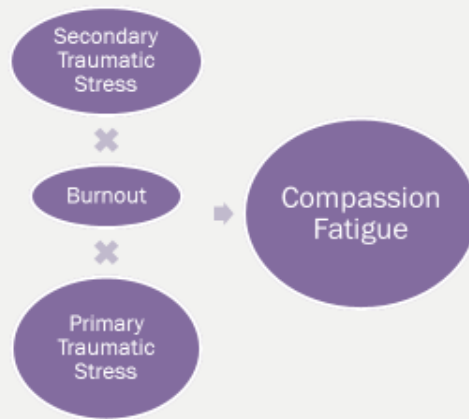 Secondary
Traumatic
Stress
Burnout
Primary
Traumatic
Stress
Compassion
Fatigue